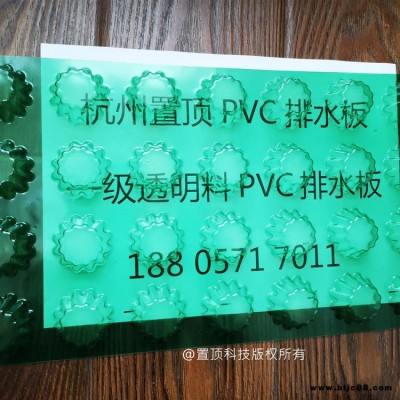 杭州置顶 PVC 排水板
一级透明料 PVC 排水板
188 0571 7011
@置顶科技版权所有
www.bljc88.com